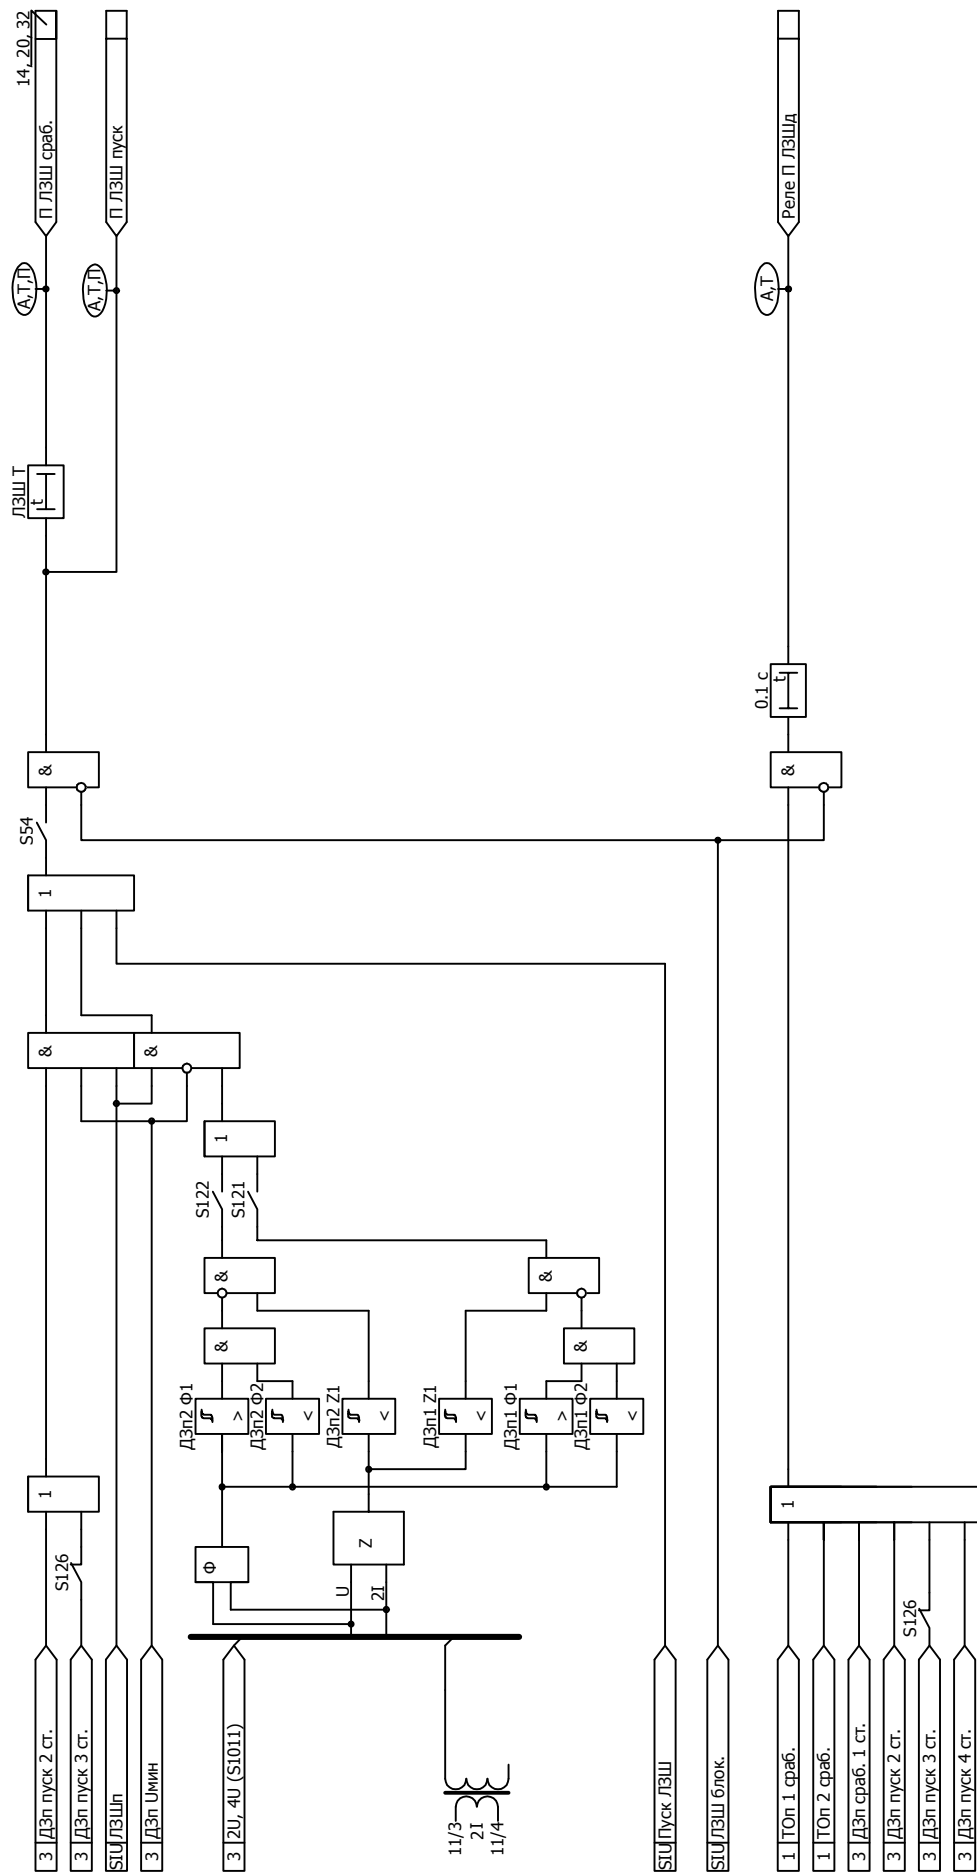 14, 20, 32
П ЛЗШ сраб.
П ЛЗШ пуск
А,Т,П
А,Т,П
ЛЗШ Т
t
&
S54
1
&
&
1
S122
S121
&
&
ДЗп2 Ф1
>
ДЗп2 Ф2
<
ДЗп2 Z1
<
ДЗп1 Z1
<
ДЗп1 Ф1
>
ДЗп1 Ф2
<
&
&
1
S126
Ф
Z
U
2I
3 ДЗп пуск 2 ст.
3 ДЗп пуск 3 ст.
SIU ЛЗШп
3 ДЗп Uмин
3 2U, 4U (S1011)
11/3
2I
11/4
SIU Пуск ЛЗШ
SIU ЛЗШ блок.
Реле П ЛЗШд
А,Т
0.1 с
t
&
1
S126
1 ТОп 1 сраб.
1 ТОп 2 сраб.
3 ДЗп сраб. 1 ст.
3 ДЗп пуск 2 ст.
3 ДЗп пуск 3 ст.
3 ДЗп пуск 4 ст.